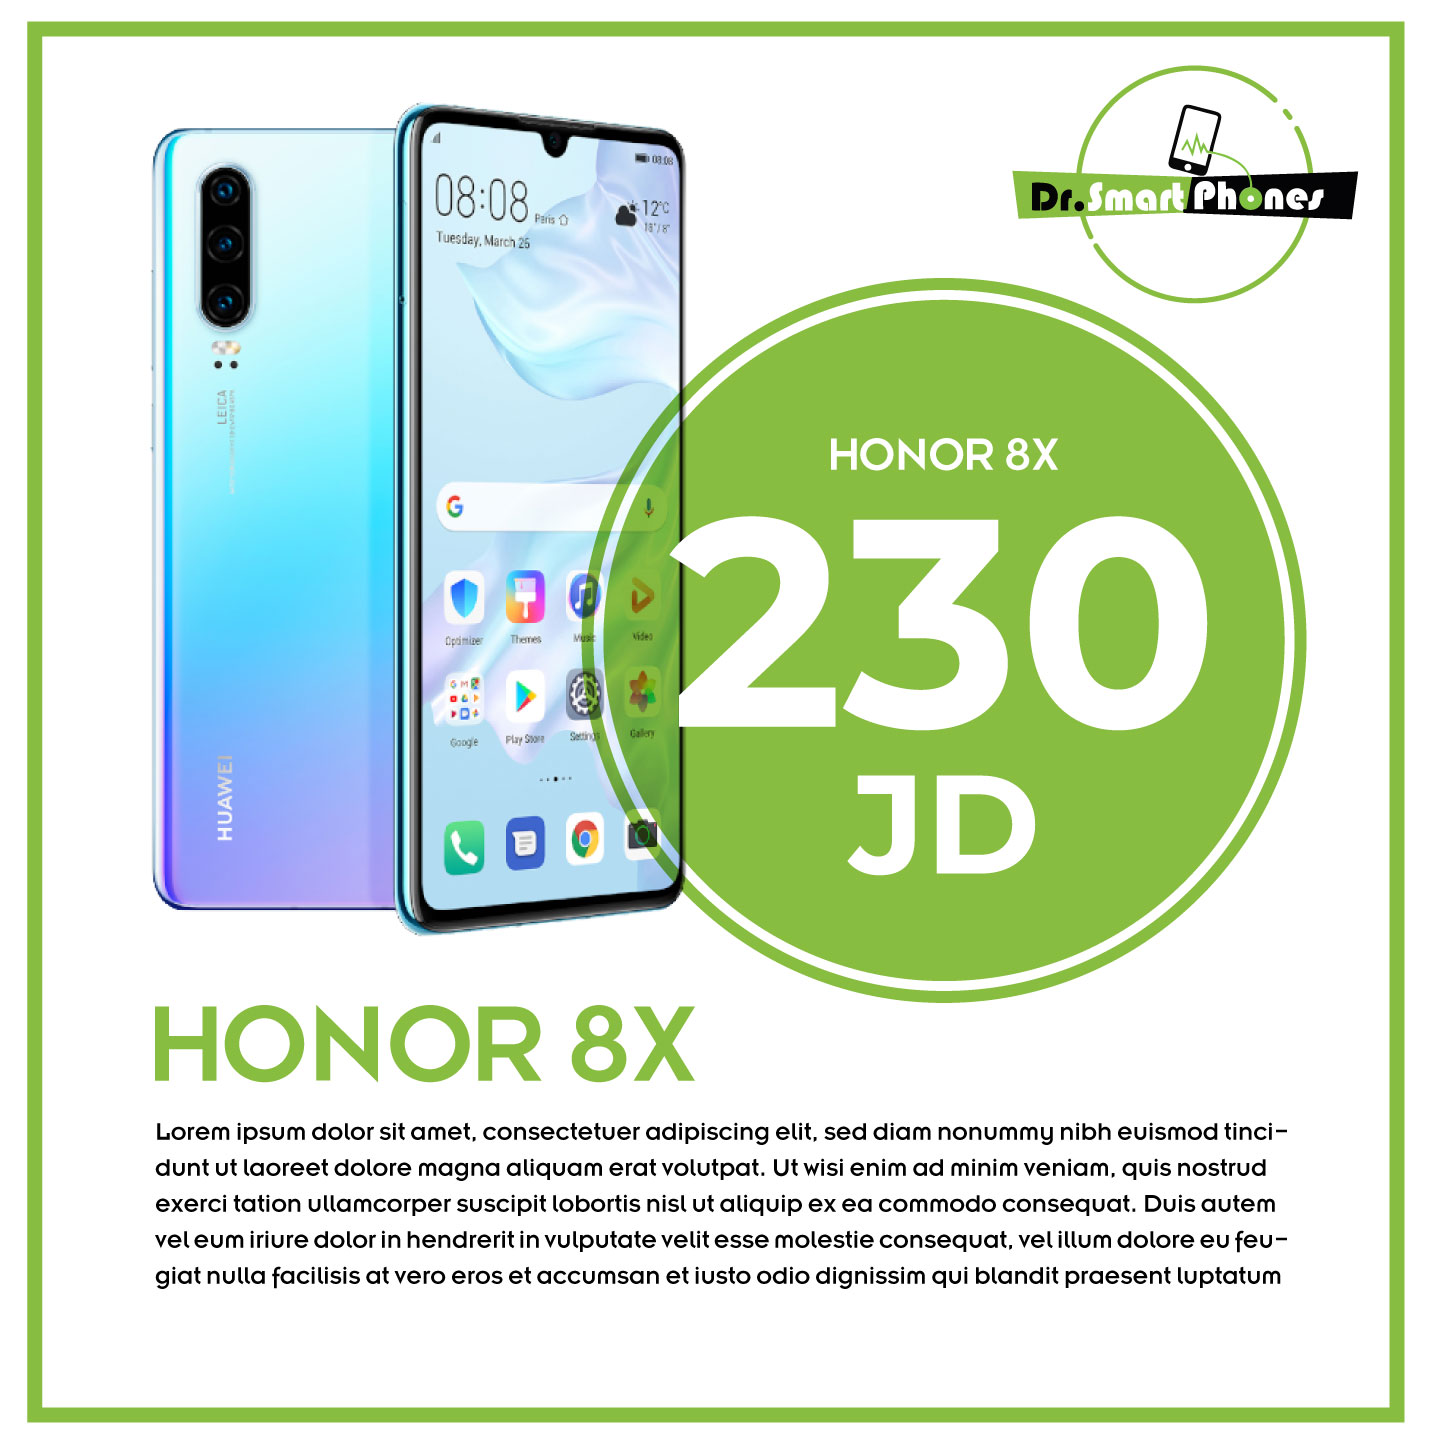 Dr.Smart Phones
08:08
08:08
Paris
12°C
16°/8°
Tuesday, March 26
LEICA
HUAWEI
Optimizer
Themes
Music
Video
Google
Play Store
Settings
Gallery
HONOR 8X
230
JD
HONOR 8X
Lorem ipsum dolor sit amet, consectetuer adipiscing elit, sed diam nonummy nibh euismod tinci-
dunt ut laoreet dolore magna aliquam erat volutpat. Ut wisi enim ad minim veniam, quis nostrud
exerci tation ullamcorper suscipit lobortis nisl ut aliquip ex ea commodo consequat. Duis autem
vel eum iriure dolor in hendrerit in vulputate velit esse molestie consequat, vel illum dolore eu feu-
giat nulla facilisis at vero eros et accumsan et iusto odio dignissim qui blandit praesent luptatum